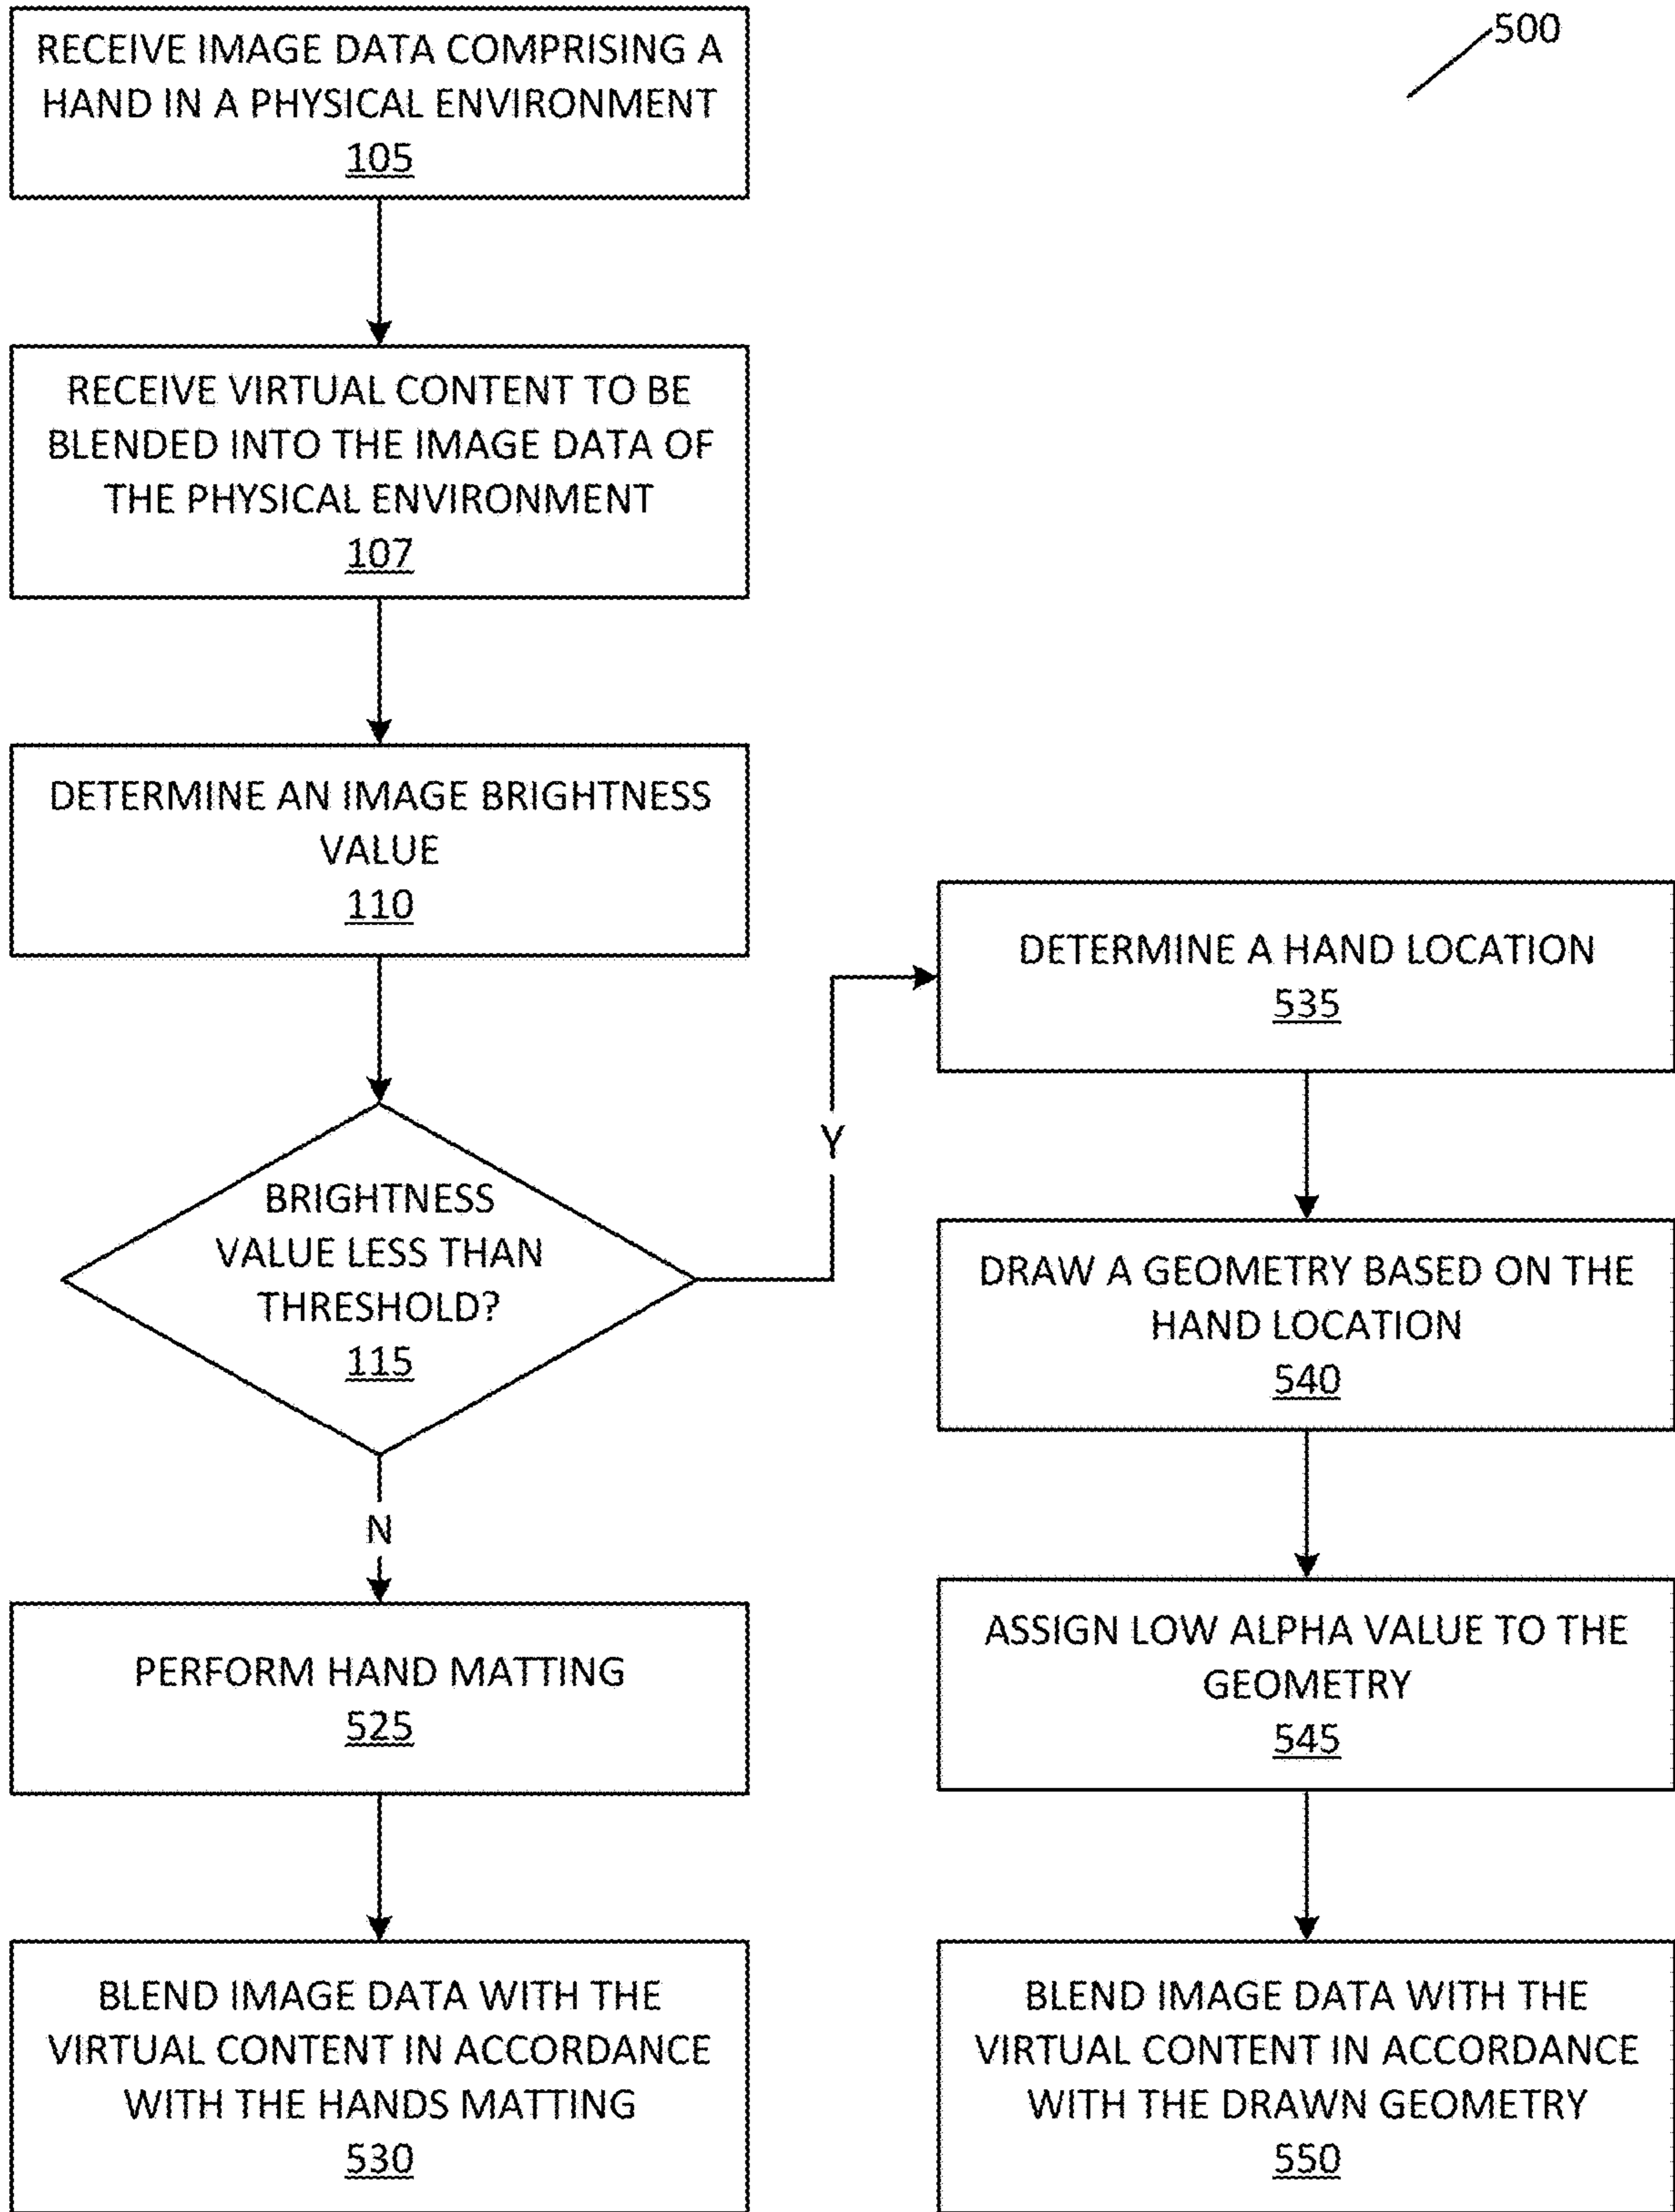 500
RECEIVE IMAGE DATA COMPRISING A
HAND IN A PHYSICAL ENVIRONMENT
105
RECEIVE VIRTUAL CONTENT TO BE
BLENDED INTO THE IMAGE DATA OF
THE PHYSICAL ENVIRONMENT
107
DETERMINE AN IMAGE BRIGHTNESS
VALUE
110
BRIGHTNESS
VALUE LESS THAN
THRESHOLD?
115
N
PERFORM HAND MATTING
525
BLEND IMAGE DATA WITH THE
VIRTUAL CONTENT IN ACCORDANCE
WITH THE HANDS MATTING
530
Y
DETERMINE A HAND LOCATION
535
DRAW A GEOMETRY BASED ON THE
HAND LOCATION
540
ASSIGN LOW ALPHA VALUE TO THE
GEOMETRY
545
BLEND IMAGE DATA WITH THE
VIRTUAL CONTENT IN ACCORDANCE
WITH THE DRAWN GEOMETRY
550